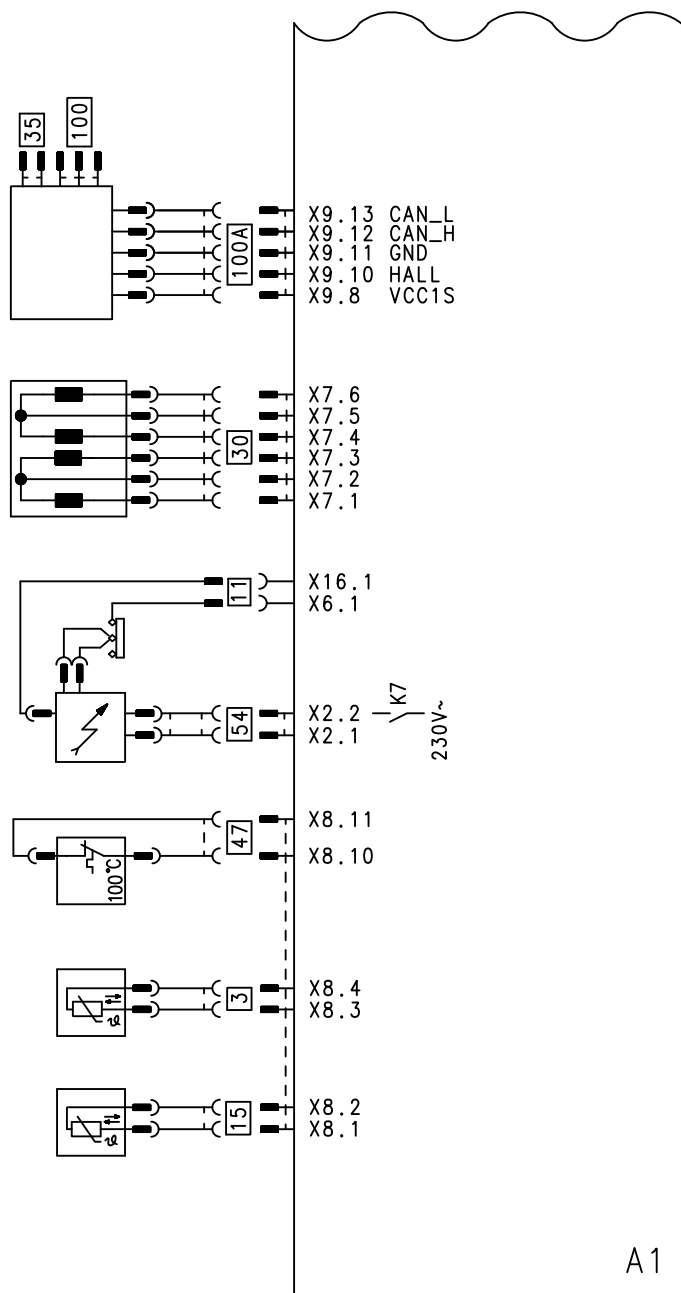 35
100
100A
X9.13 CAN_L
X9.12 CAN_H
X9.11 GND
X9.10 HALL
X9.8 VCC1S
30
X7.6
X7.5
X7.4
X7.3
X7.2
X7.1
11
X16.1
X6.1
54
X2.2
X2.1
K7
230V~
47
X8.11
X8.10
100°C
3
X8.4
X8.3
ϑ
15
X8.2
X8.1
ϑ
A1